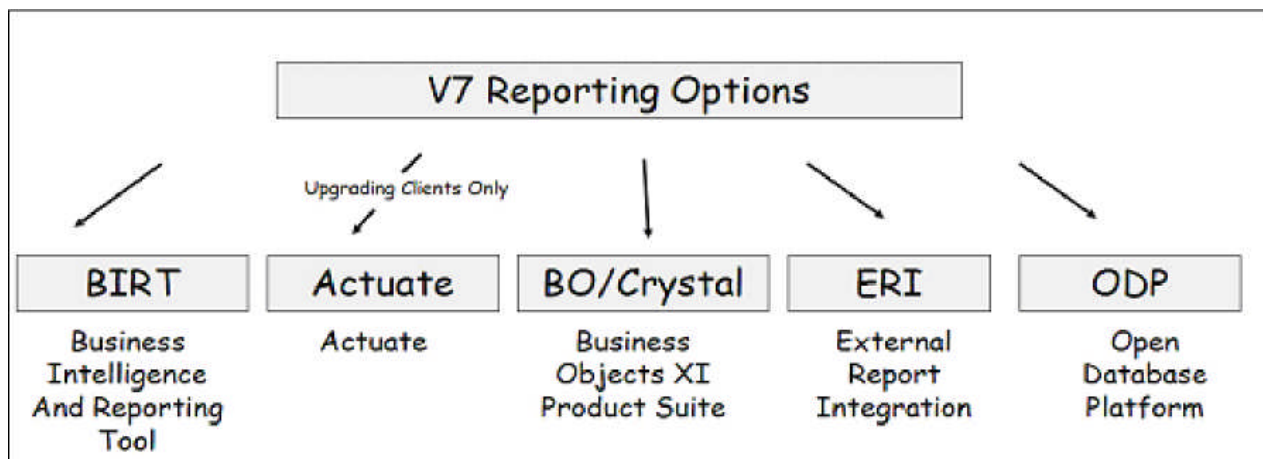 V7 Reporting Options
Upgrading Clients Only
BIRT
Actuate
BO/Crystal
ERI
ODP
Business
Intelligence
And Reporting
Tool
Actuate
Business
Objects XI
Product Suite
External
Report
Integration
Open
Database
Platform